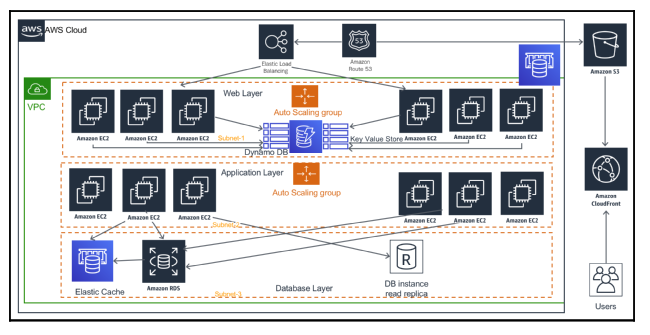 aws AWS Cloud
Elastic Load
Balancing
53
Amazon
Route 53
Amazon S3
VPC
Web Layer
Auto Scaling group
Amazon EC2
Amazon EC2
Amazon EC2
Amazon EC2
Amazon EC2
Amazon EC2
Subnet-1
Key Value Store
Dynamo DB
Application Layer
Auto Scaling group
Amazon EC2
Amazon EC2
Amazon EC2
Amazon EC2
Amazon EC2
Amazon EC2
Amazon
CloudFront
R
Elastic Cache
Amazon RDS
Subnet-3
Database Layer
DB instance
read replica
Users